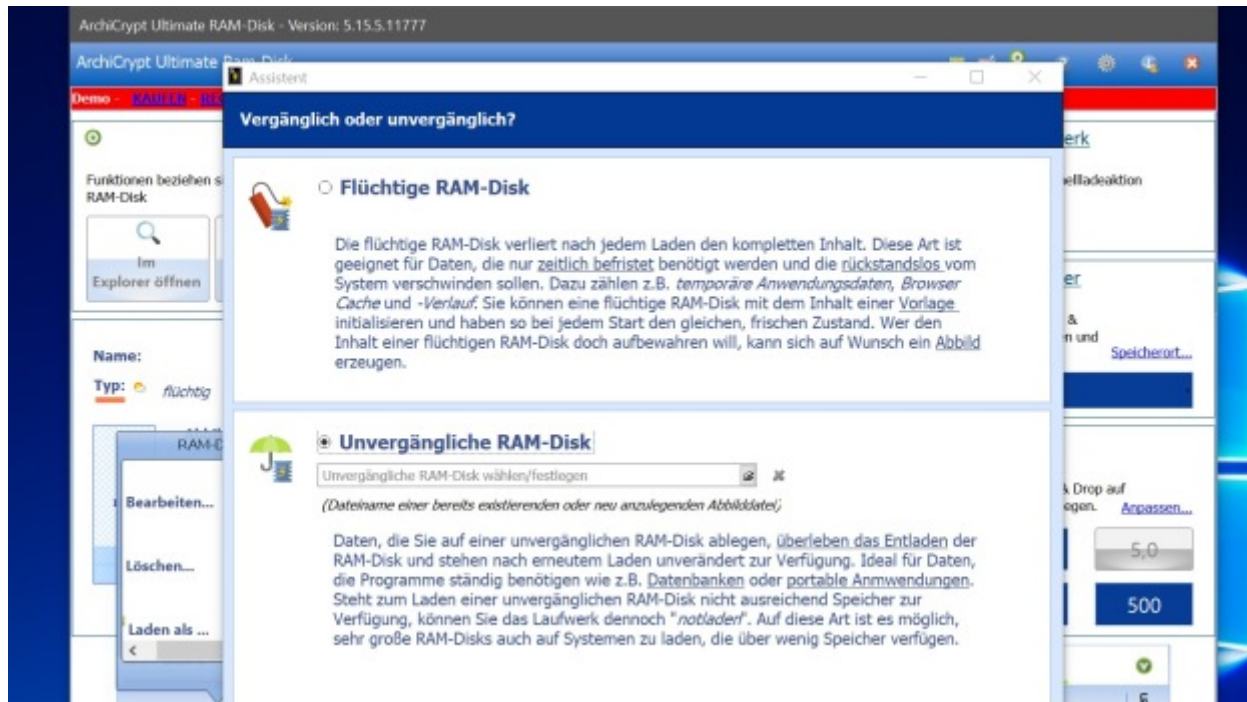 ArchiCrypt Ultimate RAM-Disk - Version: 5.15.5.11777
ArchiCrypt Ultimate Ram-Disk
Assistent
Demo - KAUFEN -
Vergänglich oder unvergänglich?
Funktionen beziehen s
RAM-Disk
Im
Explorer öffnen
Name:
Typ: flüchtig
RAM-D
Bearbeiten...
Löschen...
Laden als ...
Flüchtige RAM-Disk
Die flüchtige RAM-Disk verliert nach jedem Laden den kompletten Inhalt. Diese Art ist
geeignet für Daten, die nur zeitlich befristet benötigt werden und die rückstandslos vom
System verschwinden sollen. Dazu zählen z.B. temporäre Anwendungsdaten, Browser
Cache und -Verlauf. Sie können eine flüchtige RAM-Disk mit dem Inhalt einer Vorlage
initialisieren und haben so bei jedem Start den gleichen, frischen Zustand. Wer den
Inhalt einer flüchtigen RAM-Disk doch aufbewahren will, kann sich auf Wunsch ein Abbild
erzeugen.
Unvergängliche RAM-Disk
Unvergängliche RAM-Disk wählen/festlegen
(Dateiname einer bereits existierenden oder neu anzulegenden Abbilddatei)
Daten, die Sie auf einer unvergänglichen RAM-Disk ablegen, überleben das Entladen der
RAM-Disk und stehen nach erneutem Laden unverändert zur Verfügung. Ideal für Daten,
die Programme ständig benötigen wie z.B. Datenbanken oder portable Anmwendungen.
Steht zum Laden einer unvergänglichen RAM-Disk nicht ausreichend Speicher zur
Verfügung, können Sie das Laufwerk dennoch "notladen". Auf diese Art ist es möglich,
sehr große RAM-Disks auch auf Systemen zu laden, die über wenig Speicher verfügen.
erk
ellladeaktion
er
&
n und
Speicherort...
& Drop auf
egen. Anpassen...
5,0
500